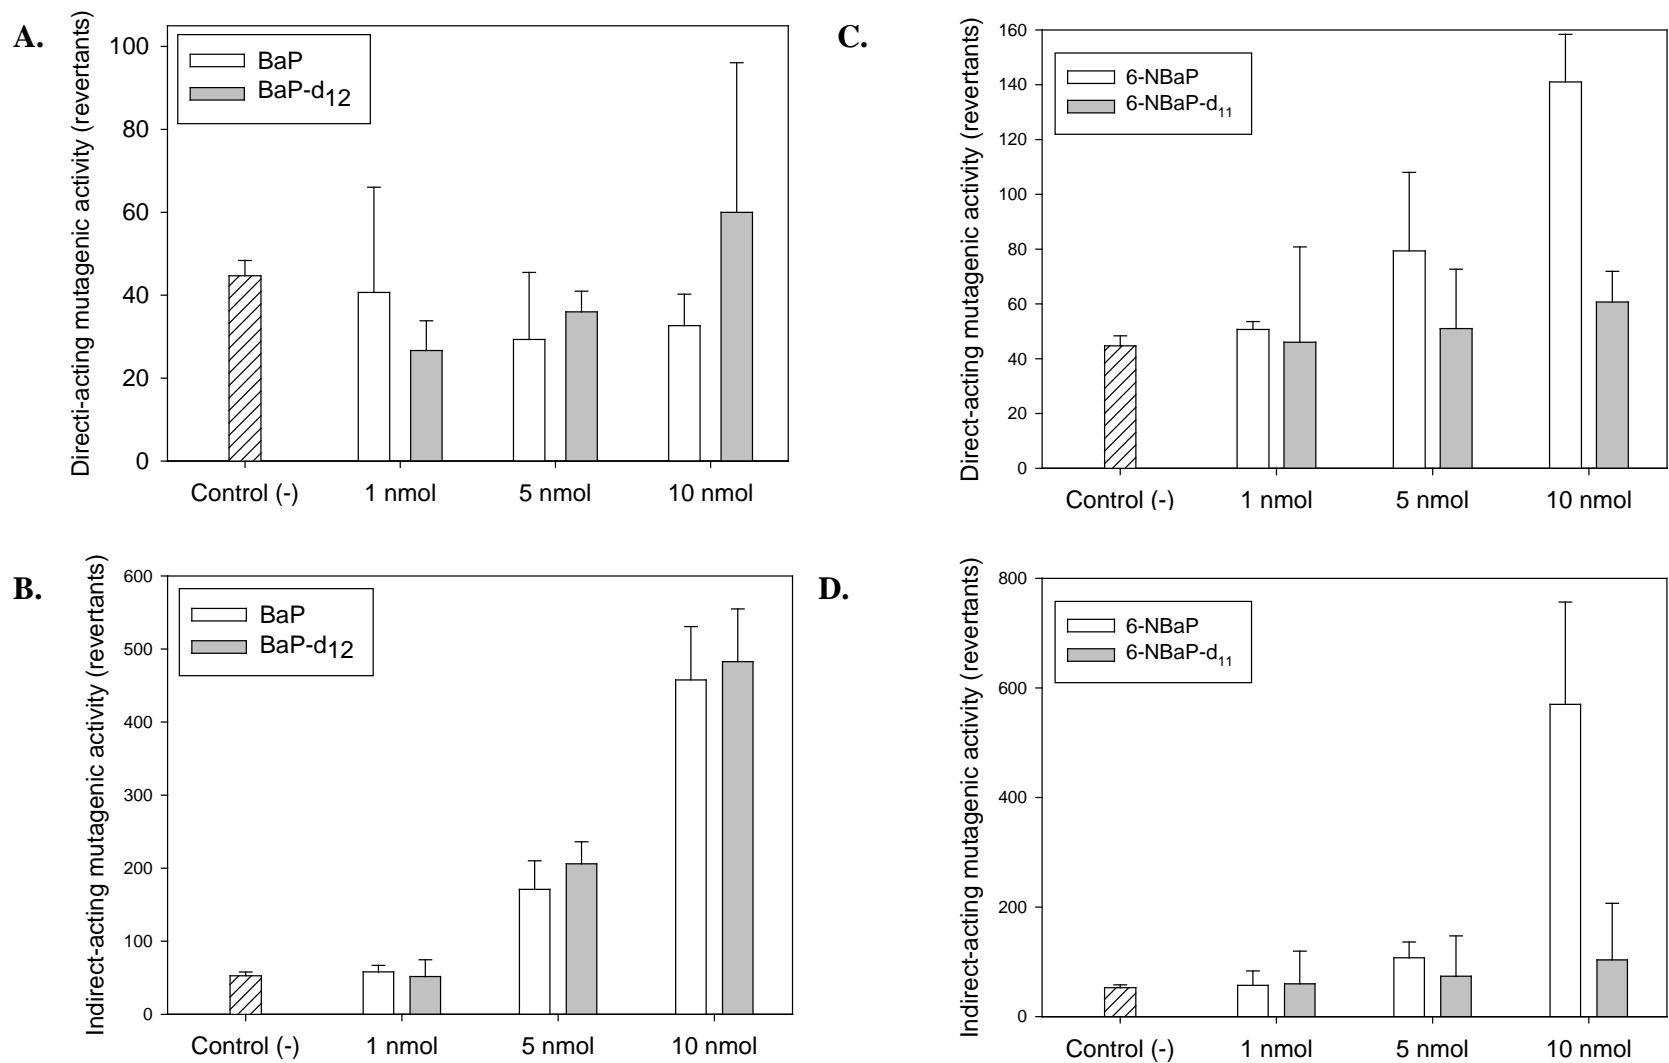 A.
Directi-acting mutagenic activity (revertants)
100
80
60
40
20
0
BaP
BaP-d12
Control (-)
1 nmol
5 nmol
10 nmol
C.
Direct-acting mutagenic activity (revertants)
160
140
120
100
80
60
40
20
0
6-NBaP
6-NBaP-d11
Control (-)
1 nmol
5 nmol
10 nmol
B.
Indirect-acting mutagenic activity (revertants)
600
500
400
300
200
100
0
BaP
BaP-d12
Control (-)
1 nmol
5 nmol
10 nmol
D.
Indirect-acting mutagenic activity (revertants)
800
600
400
200
0
6-NBaP
6-NBaP-d11
Control (-)
1 nmol
5 nmol
10 nmol